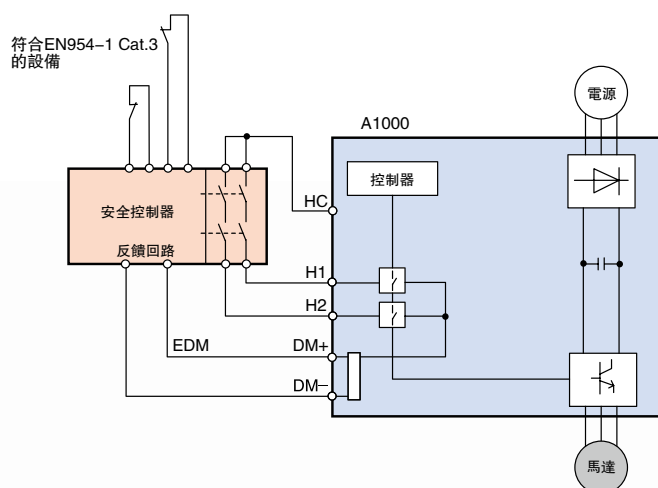 符合EN954–1 Cat.3
的設備
電源
A1000
控制器
HC
安全控制器
反饋回路
H1
H2
EDM
DM+
DM–
馬達